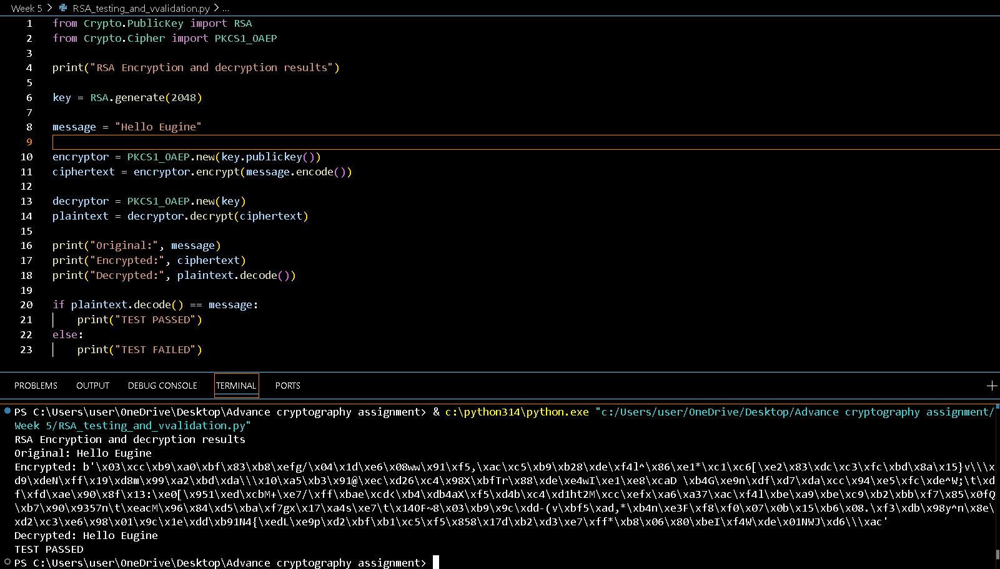 Week 5 > RSA_testing_and_vvalidation.py > ...
1 from Crypto.PublicKey import RSA
2 from Crypto.Cipher import PKCS1_OAEP
3
4 print("RSA Encryption and decryption results")
5
6 key = RSA.generate(2048)
7
8 message = "Hello Eugine"
9
10 encryptor = PKCS1_OAEP.new(key.publickey())
11 ciphertext = encryptor.encrypt(message.encode())
12
13 decryptor = PKCS1_OAEP.new(key)
14 plaintext = decryptor.decrypt(ciphertext)
15
16 print("Original:", message)
17 print("Encrypted:", ciphertext)
18 print("Decrypted:", plaintext.decode())
19
20 if plaintext.decode() == message:
21     print("TEST PASSED")
22 else:
23     print("TEST FAILED")
PROBLEMS OUTPUT DEBUG CONSOLE TERMINAL PORTS
PS C:\Users\user\OneDrive\Desktop\Advance cryptography assignment> & c:\python314\python.exe "c:/Users/user/OneDrive/Desktop/Advance cryptography assignment/
Week 5/RSA_testing_and_vvalidation.py"
RSA Encryption and decryption results
Original: Hello Eugine
Encrypted: b'\x03\xcc\xb9\xa0\xbf\x83\xb8\xefg/\x04\x1d\xe6\x08ww\x91\xf5,\xac\xc5\xb9\xb28\xde\xf4l^\x86\xe1*\xc1\xc6[\xe2\x83\xdc\xc3\xfc\xbd\x8a\x15}v\\\x
d9\xdeN\xff\x19\xd8m\x99\xa2\xbd\xda\\\x10\xa5\xb3\x91@\xec\xd26\xc4\x98X\xbfTr\x88\xde\xe4wI\xe1\xe8\xcaD \xb4G\xe9n\xdf\xd7\xda\xcc\x94\xe5\xfc\xde^W;\t\xd
f\xfd\xae\x90\x8f\x13:\xe0[\x951\xed\xcbM+\xe7/\xff\xbae\xcd<\xb4\xdb4aX\xf5\xd4b\xc4\xd1ht2M\xcc\xefx\xa6\xa37\xac\xf4]\xbe\xa9\xbe\xc9\xb2\xbb\xf7\x85\x0fQ
\xb7\x90\x9357n\t\xeacM\x96\x84\xd5\xba\xf7gx\x17\xa4s\xe7\t\x14OF~8\x03\xb9\x9c\xdd-(v\xbf5\xad,*\xb4n\xe3F\xf8\xf0\x07\x0b\x15\xb6\x08.\xf3\xdb\x98y^n\x8e\
xd2\xc3\xe6\x98\x01\x9c\x1e\xdd\xb91N4{\xedL\xe9p\xd2\xbf\xb1\xc5\xf5\x858\x17d\xb2\xd3\xe7\xff*\xb8\x06\x80\xbeI\xf4W\xde\x01NWJ\xd6\\\xac'
Decrypted: Hello Eugine
TEST PASSED
PS C:\Users\user\OneDrive\Desktop\Advance cryptography assignment>